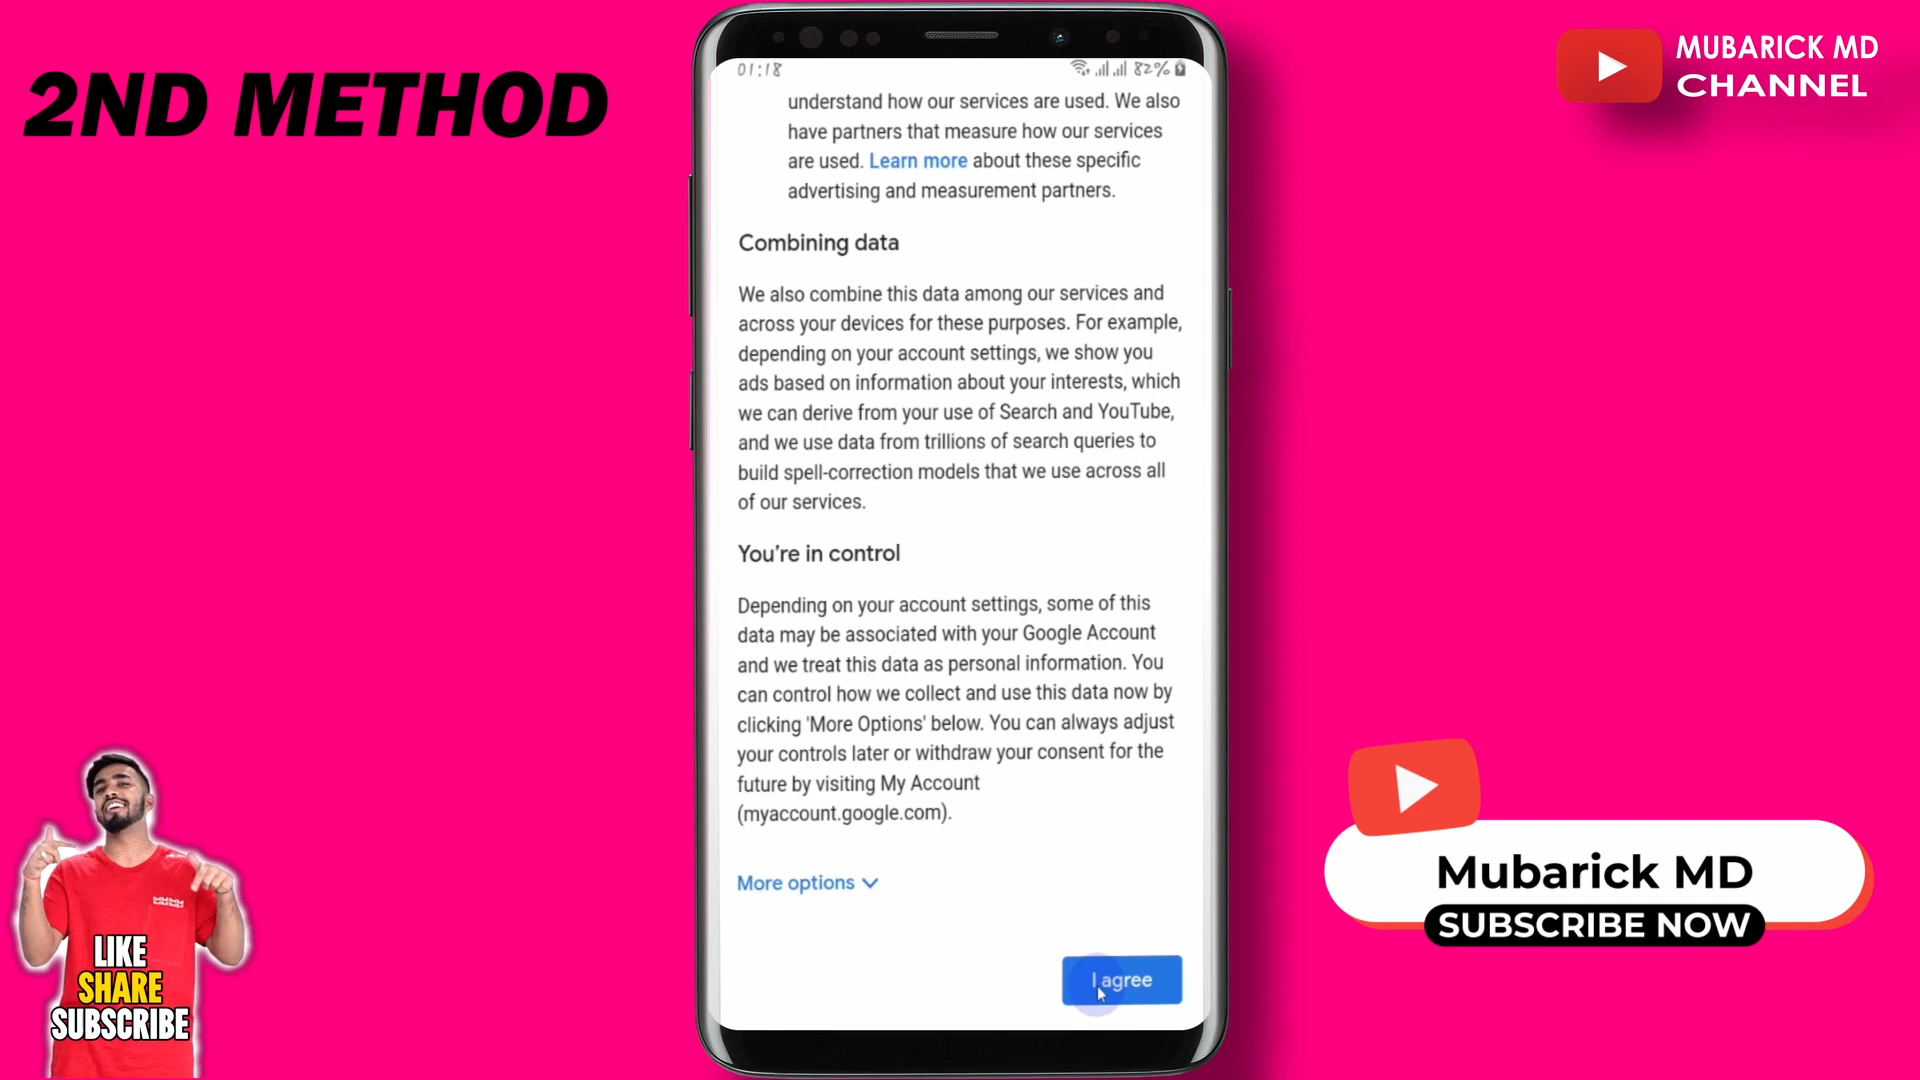 2ND METHOD
MUBARICK MD
CHANNEL
01:18
82%
understand how our services are used. We also
have partners that measure how our services
are used. Learn more about these specific
advertising and measurement partners.
Combining data
We also combine this data among our services and
across your devices for these purposes. For example,
depending on your account settings, we show you
ads based on information about your interests, which
we can derive from your use of Search and YouTube,
and we use data from trillions of search queries to
build spell-correction models that we use across all
of our services.
You're in control
Depending on your account settings, some of this
data may be associated with your Google Account
and we treat this data as personal information. You
can control how we collect and use this data now by
clicking 'More Options' below. You can always adjust
your controls later or withdraw your consent for the
future by visiting My Account
(myaccount.google.com).
More options
I agree
LIKE
SHARE
SUBSCRIBE
Mubarick MD
SUBSCRIBE NOW